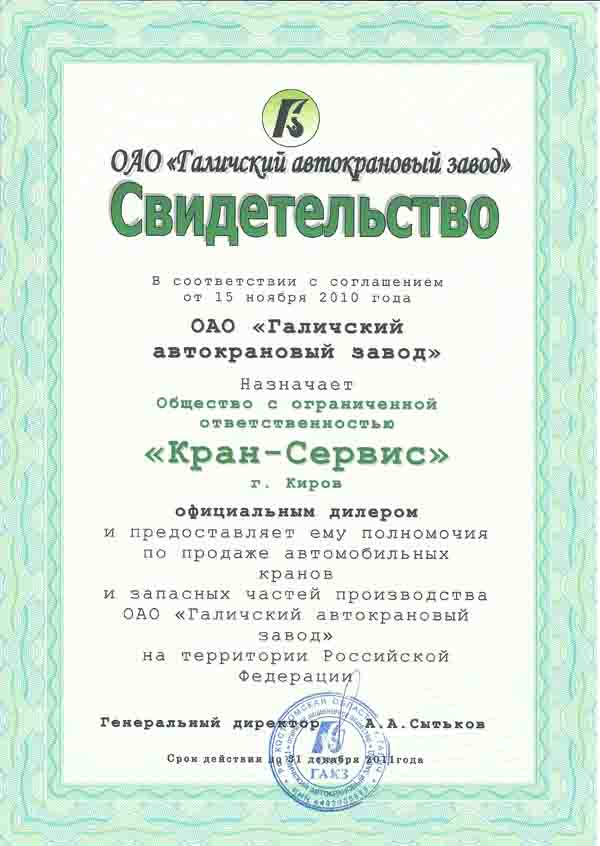 ОАО «Галичский автокрановый завод»
Свидетельство
В соответствии с соглашением
от 15 ноября 2010 года
ОАО «Галичский
автокрановый завод»
Назначает
Общество с ограниченной
ответственностью
«Кран-Сервис»
г. Киров
официальным дилером
и предоставляет ему полномочия
по продаже автомобильных
кранов
и запасных частей производства
ОАО «Галичский автокрановый
завод»
на территории Российской
Федерации
Генеральный директор А.А.Сытьков
Срок действия до 31 декабря 2011года
ГАКЗ